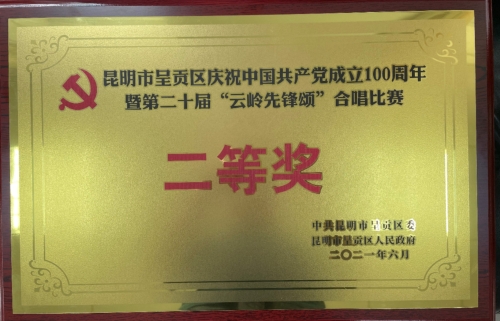 昆明市呈贡区庆祝中国共产党成立100周年
暨第二十届“云岭先锋颂”合唱比赛
二等奖
中共昆明市呈贡区委
昆明市呈贡区人民政府
二〇二一年六月